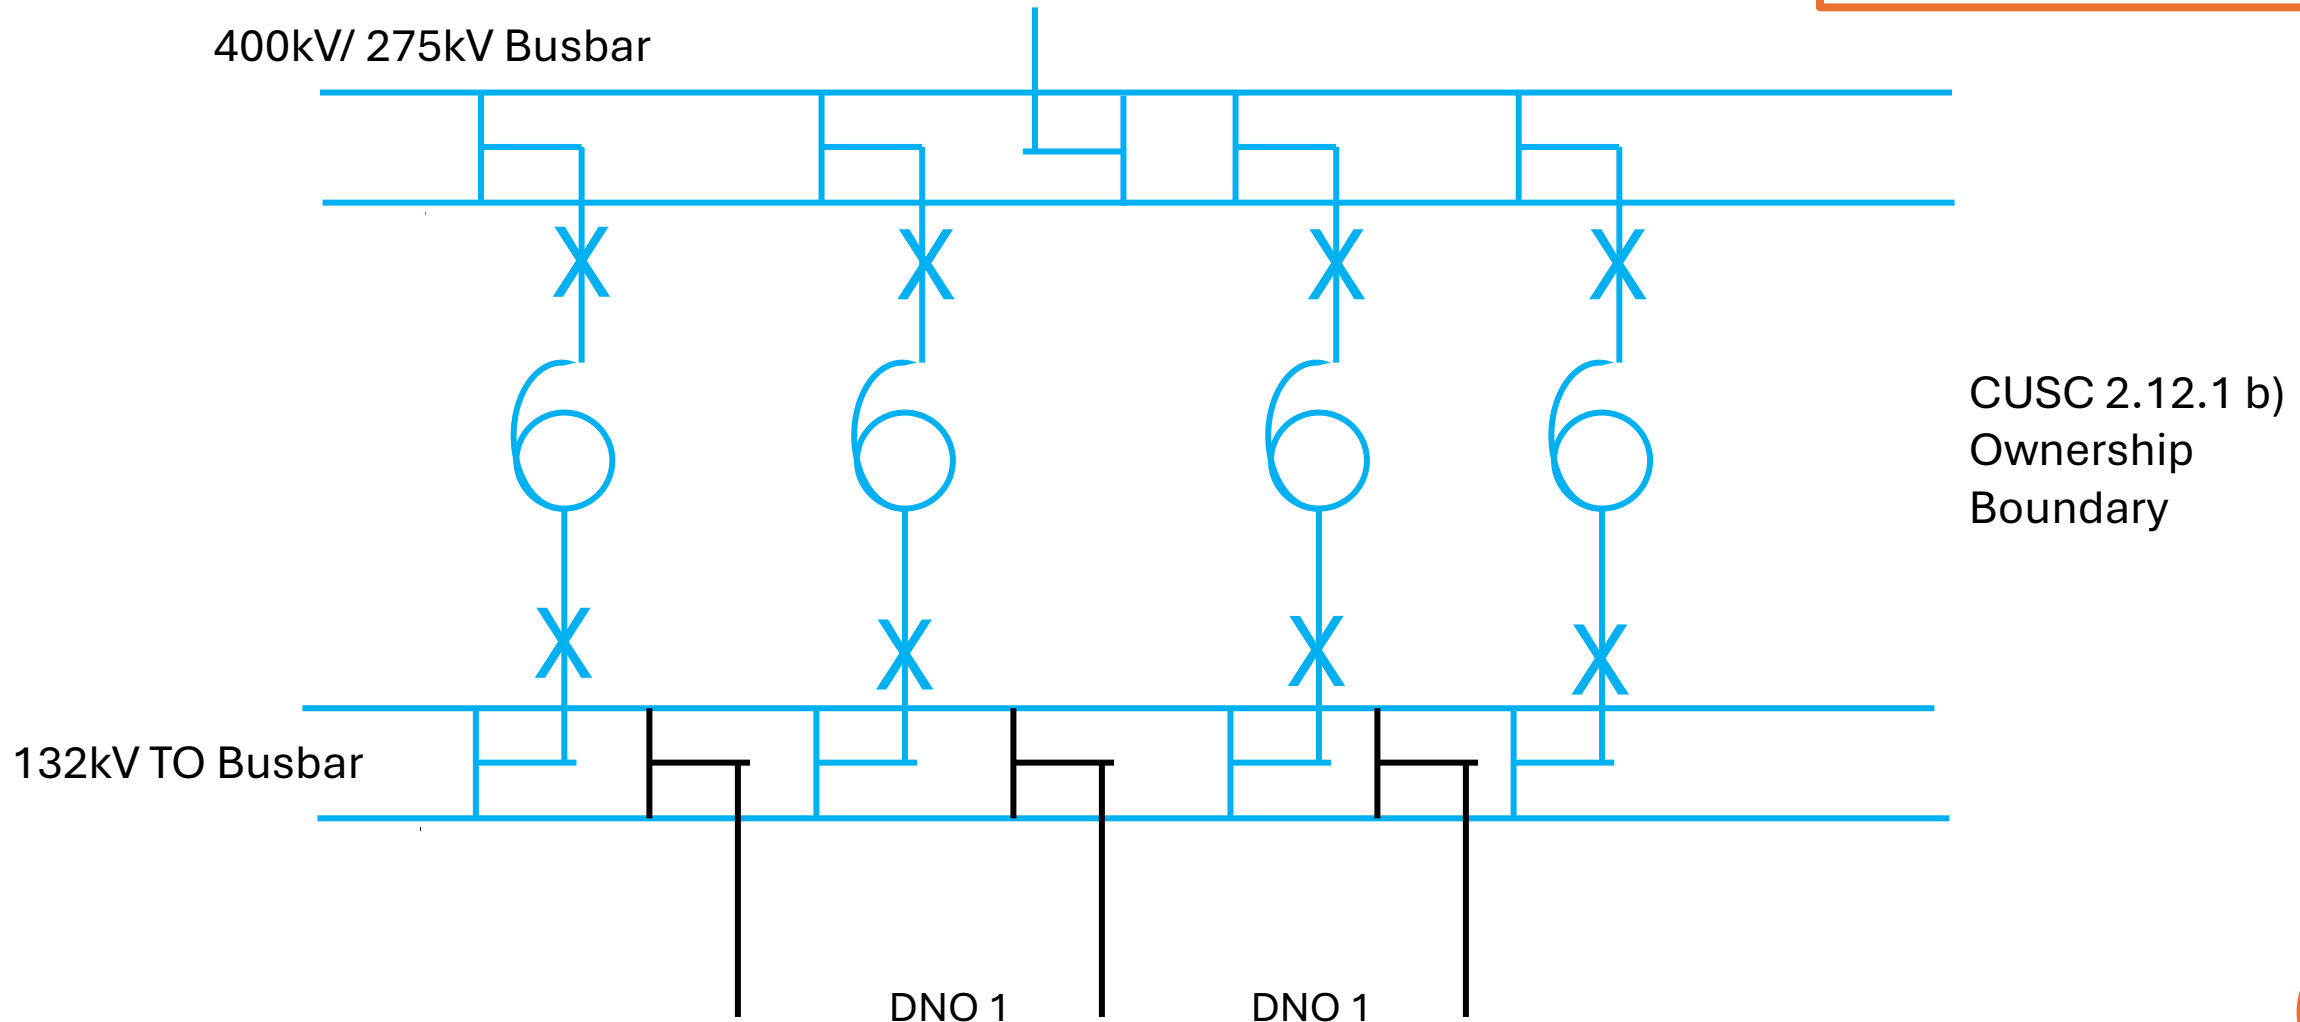 400kV/ 275kV Busbar
CUSC 2.12.1 b)
Ownership
Boundary
132kV TO Busbar
DNO 1
DNO 1